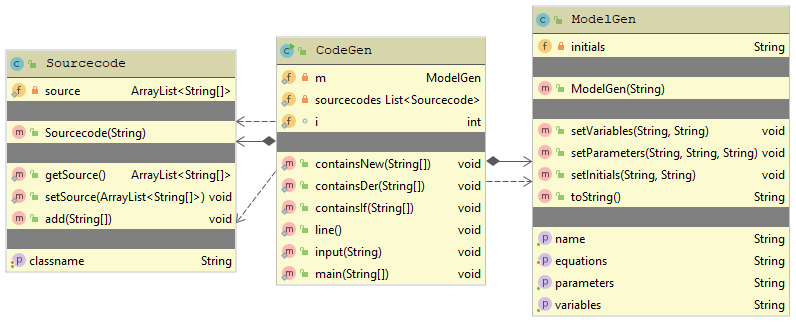 Sourcecode
source ArrayList<String[]>
Sourcecode(String)
getSource() ArrayList<String[]>
setSource(ArrayList<String[]>) void
add(String[]) void
classname String
CodeGen
m ModelGen
sourcecodes List<Sourcecode>
i int
containsNew(String[]) void
containsDer(String[]) void
containsIf(String[]) void
line() void
input(String) void
main(String[]) void
ModelGen
initials String
ModelGen(String)
setVariables(String, String) void
setParameters(String, String, String) void
setInitials(String, String) void
toString() String
name String
equations String
parameters String
variables String